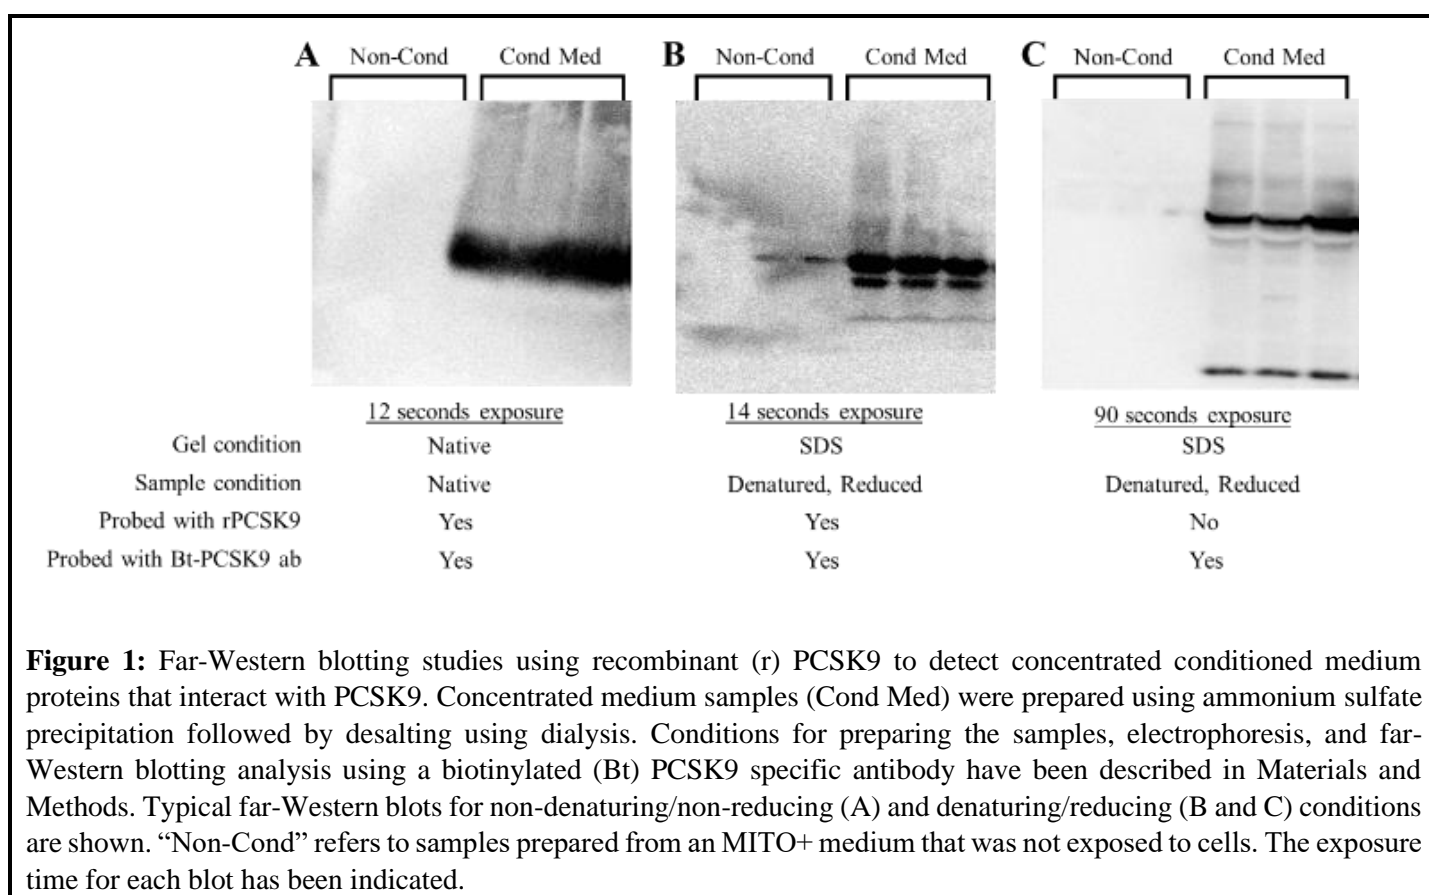 A Non-Cond Cond Med B Non-Cond Cond Med C Non-Cond Cond Med
12 seconds exposure 14 seconds exposure 90 seconds exposure
Gel condition Native SDS SDS
Sample condition Native Denatured, Reduced Denatured, Reduced
Probed with rPCSK9 Yes Yes No
Probed with Bt-PCSK9 ab Yes Yes Yes
Figure 1: Far-Western blotting studies using recombinant (r) PCSK9 to detect concentrated conditioned medium
proteins that interact with PCSK9. Concentrated medium samples (Cond Med) were prepared using ammonium sulfate
precipitation followed by desalting using dialysis. Conditions for preparing the samples, electrophoresis, and far-
Western blotting analysis using a biotinylated (Bt) PCSK9 specific antibody have been described in Materials and
Methods. Typical far-Western blots for non-denaturing/non-reducing (A) and denaturing/reducing (B and C) conditions
are shown. “Non-Cond” refers to samples prepared from an MITO+ medium that was not exposed to cells. The exposure
time for each blot has been indicated.